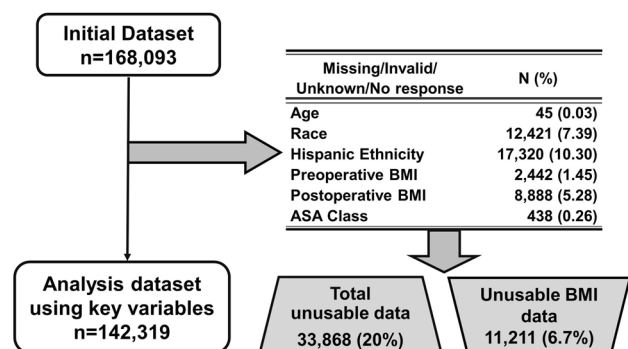 Initial Dataset
n=168,093
Missing/Invalid/
Unknown/No response N (%)
Age 45 (0.03)
Race 12,421 (7.39)
Hispanic Ethnicity 17,320 (10.30)
Preoperative BMI 2,442 (1.45)
Postoperative BMI 8,888 (5.28)
ASA Class 438 (0.26)
Analysis dataset
using key variables
n=142,319
Total
unusable data
33,868 (20%)
Unusable BMI
data
11,211 (6.7%)